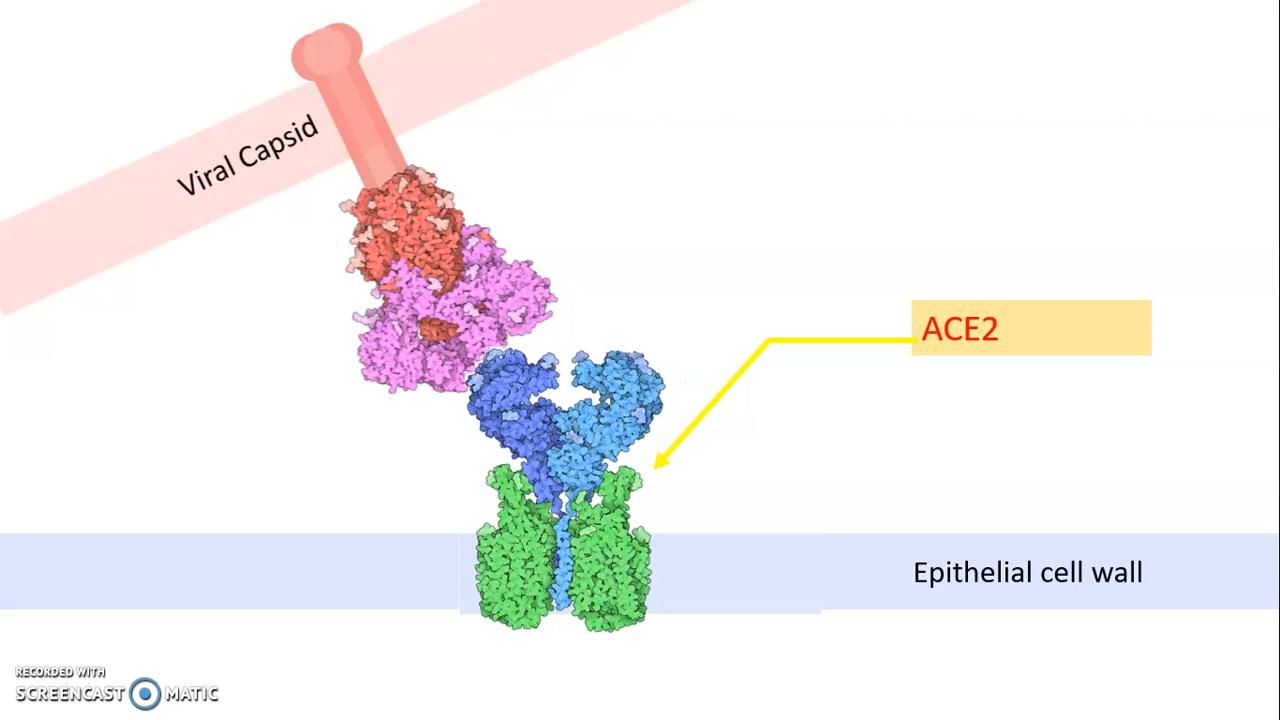 Viral Capsid
ACE2
Epithelial cell wall
RECORDED WITH
SCREENCAST MATIC